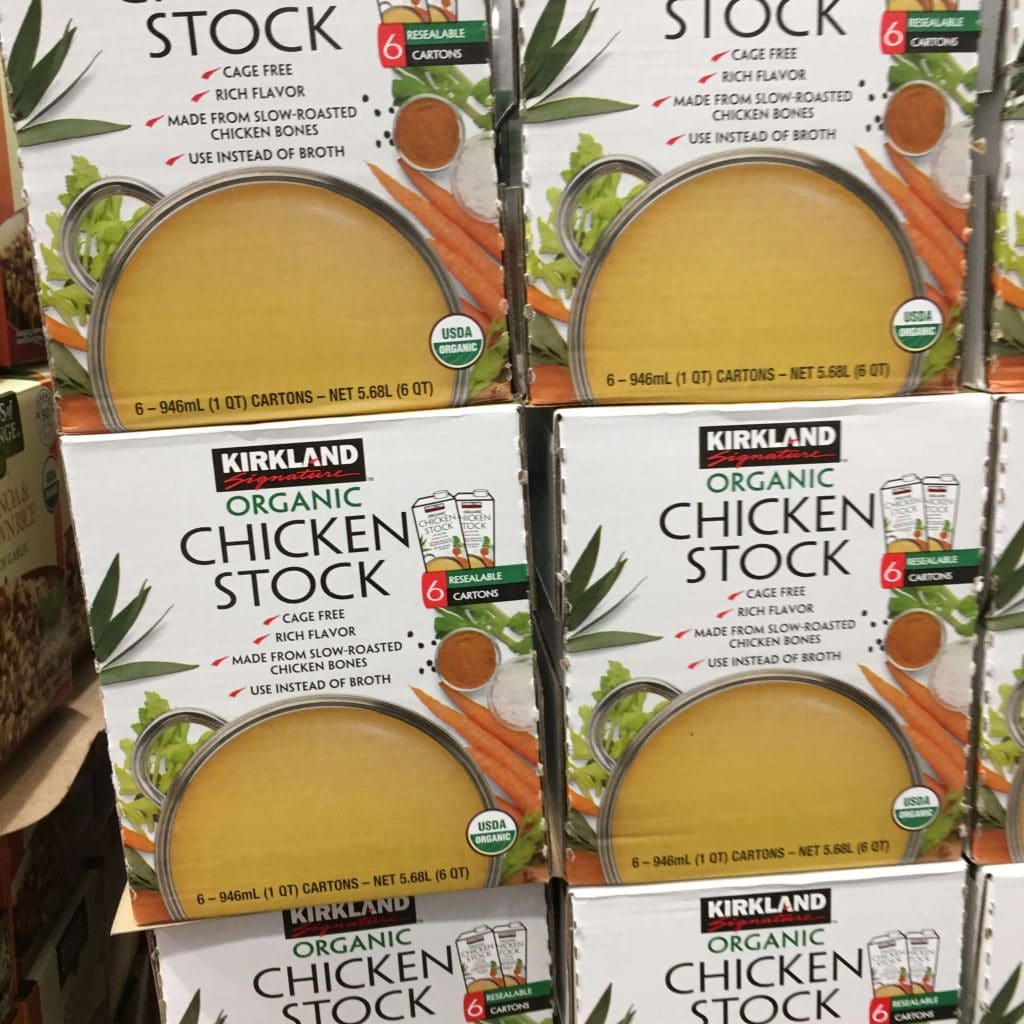 STOCK
6 RESEALABLE
CARTONS
CAGE FREE
RICH FLAVOR
MADE FROM SLOW-ROASTED
CHICKEN BONES
USE INSTEAD OF BROTH
USDA
ORGANIC
6 – 946mL (1 QT) CARTONS – NET 5.68L (6 QT)
STOCK
6 RESEALABLE
CARTONS
CAGE FREE
RICH FLAVOR
MADE FROM SLOW-ROASTED
CHICKEN BONES
USE INSTEAD OF BROTH
USDA
ORGANIC
6 – 946mL (1 QT) CARTONS – NET 5.68L (6 QT)
KIRKLAND
Signature™
ORGANIC
CHICKEN
STOCK
6 RESEALABLE
CARTONS
CAGE FREE
RICH FLAVOR
MADE FROM SLOW-ROASTED
CHICKEN BONES
USE INSTEAD OF BROTH
USDA
ORGANIC
6 – 946mL (1 QT) CARTONS – NET 5.68L (6 QT)
KIRKLAND
Signature
ORGANIC
CHICKEN
STOCK
6 RESEALABLE
CARTONS
CAGE FREE
RICH FLAVOR
MADE FROM SLOW-ROASTED
CHICKEN BONES
USE INSTEAD OF BROTH
USDA
ORGANIC
6 – 946mL (1 QT) CARTONS – NET 5.68L (6 QT)
KIRKLAND
Signature
ORGANIC
CHICKEN
STOCK
6 RESEALABLE
CARTONS
KIRKLAND
Signature
ORGANIC
CHICKEN
STOCK
6 RESEALABLE
CARTONS